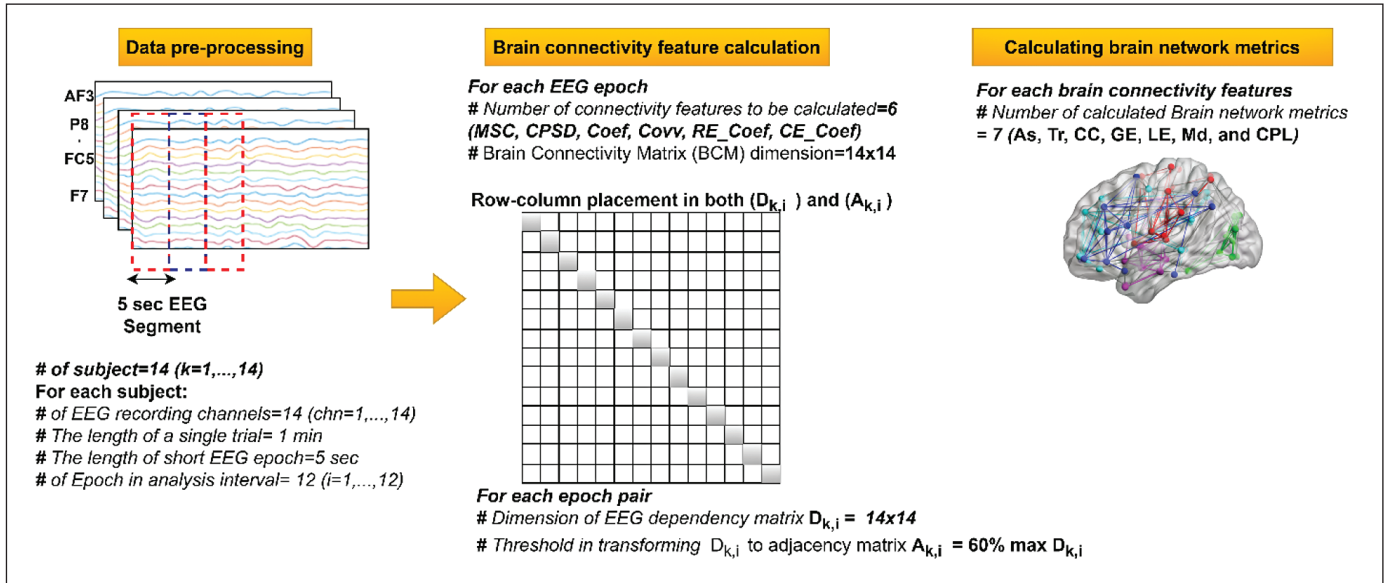 Data pre-processing
AF3
P8
.
FC5
F7
5 sec EEG
Segment
# of subject=14 (k=1,...,14)
For each subject:
# of EEG recording channels=14 (chn=1,...,14)
# The length of a single trial= 1 min
# The length of short EEG epoch=5 sec
# of Epoch in analysis interval= 12 (i=1,...,12)
Brain connectivity feature calculation
For each EEG epoch
# Number of connectivity features to be calculated=6
(MSC, CPSD, Coef, Covv, RE_Coef, CE_Coef)
# Brain Connectivity Matrix (BCM) dimension=14x14
Row-column placement in both (Dk,i ) and (Ak,i )
For each epoch pair
# Dimension of EEG dependency matrix Dk,i = 14x14
# Threshold in transforming Dk,i to adjacency matrix Ak,i = 60% max Dk,i
Calculating brain network metrics
For each brain connectivity features
# Number of calculated Brain network metrics
= 7 (As, Tr, CC, GE, LE, Md, and CPL)